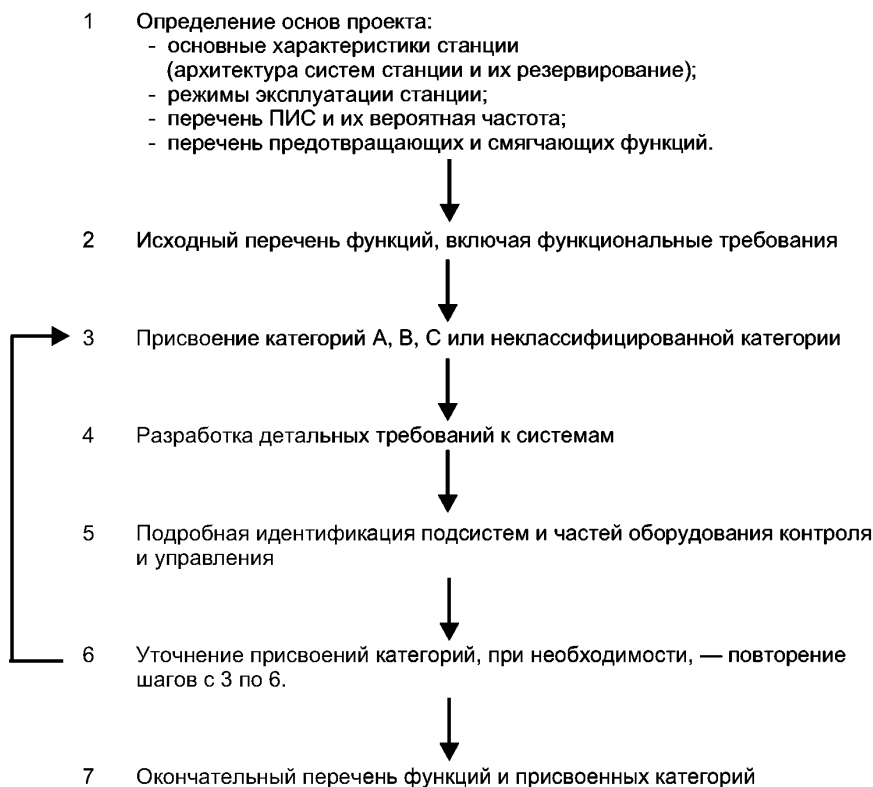 1 Определение основ проекта:
- основные характеристики станции
(архитектура систем станции и их резервирование);
- режимы эксплуатации станции;
- перечень ПИС и их вероятная частота;
- перечень предотвращающих и смягчающих функций.
2 Исходный перечень функций, включая функциональные требования
3 Присвоение категорий А, В, С или неклассифицированной категории
4 Разработка детальных требований к системам
5 Подробная идентификация подсистем и частей оборудования контроля
и управления
6 Уточнение присвоений категорий, при необходимости, — повторение
шагов с 3 по 6.
7 Окончательный перечень функций и присвоенных категорий